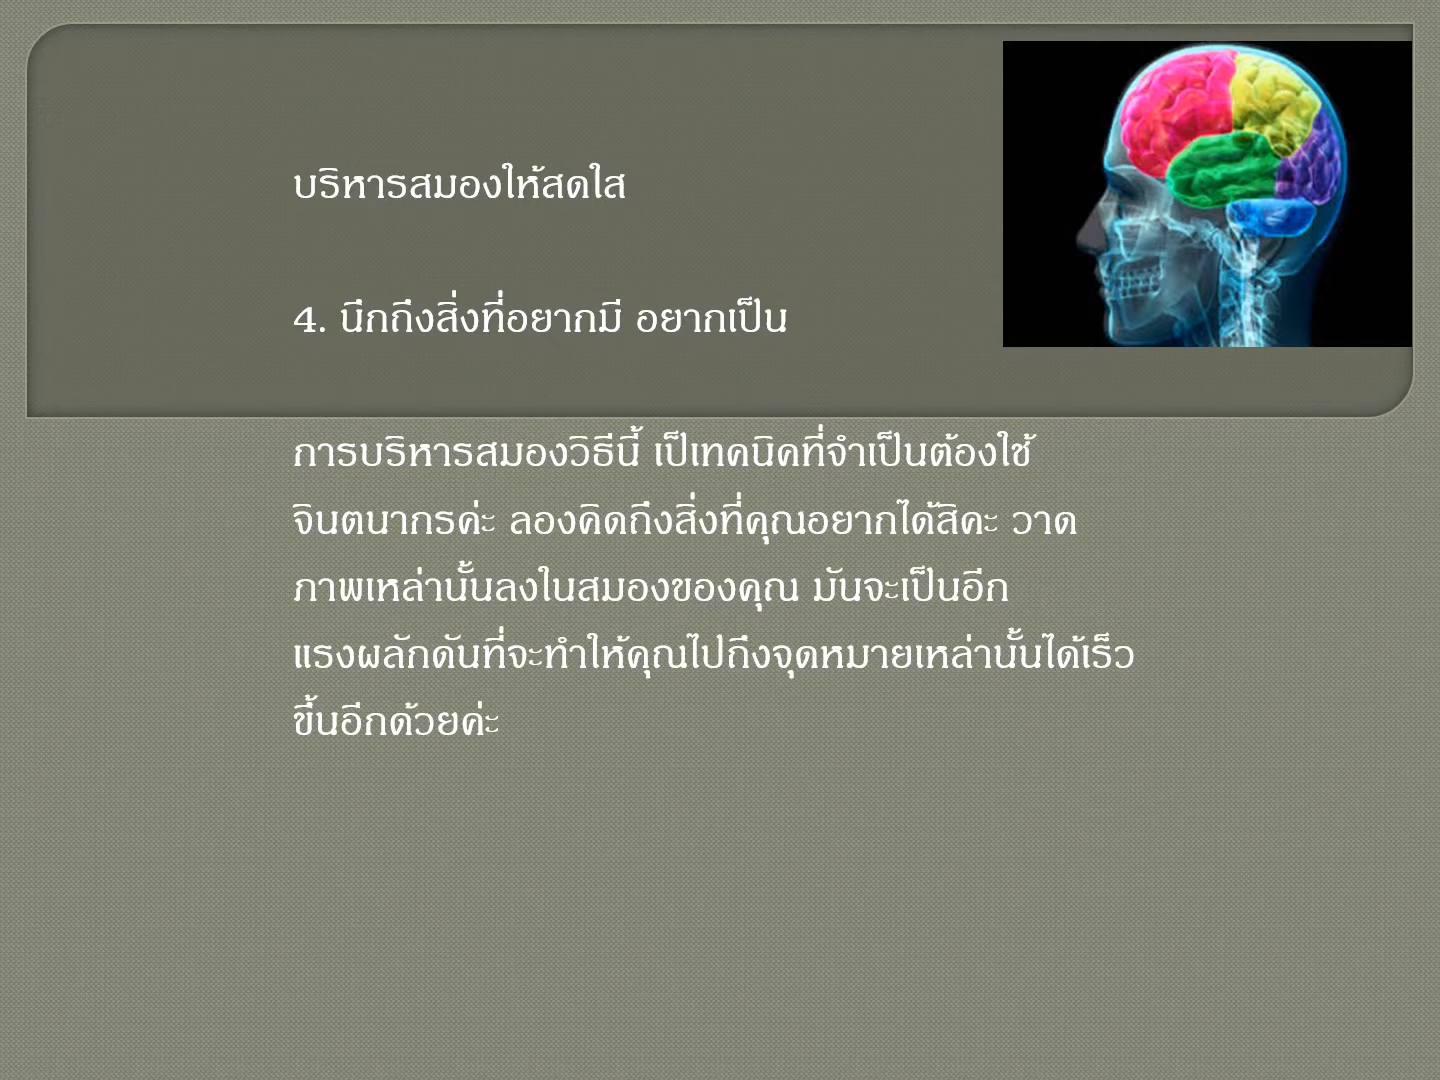 บริหารสมองให้สดใส
4. นึกถึงสิ่งที่อยากมี อยากเป็น
การบริหารสมองวิธีนี้ เป็เทคนิคที่จำเป็นต้องใช้
จินตนากรค่ะ ลองคิดถึงสิ่งที่คุณอยากได้สิคะ วาด
ภาพเหล่านั้นลงในสมองของคุณ มันจะเป็นอีก
แรงผลักดันที่จะทำให้คุณไปถึงจุดหมายเหล่านั้นได้เร็ว
ขึ้นอีกด้วยค่ะ